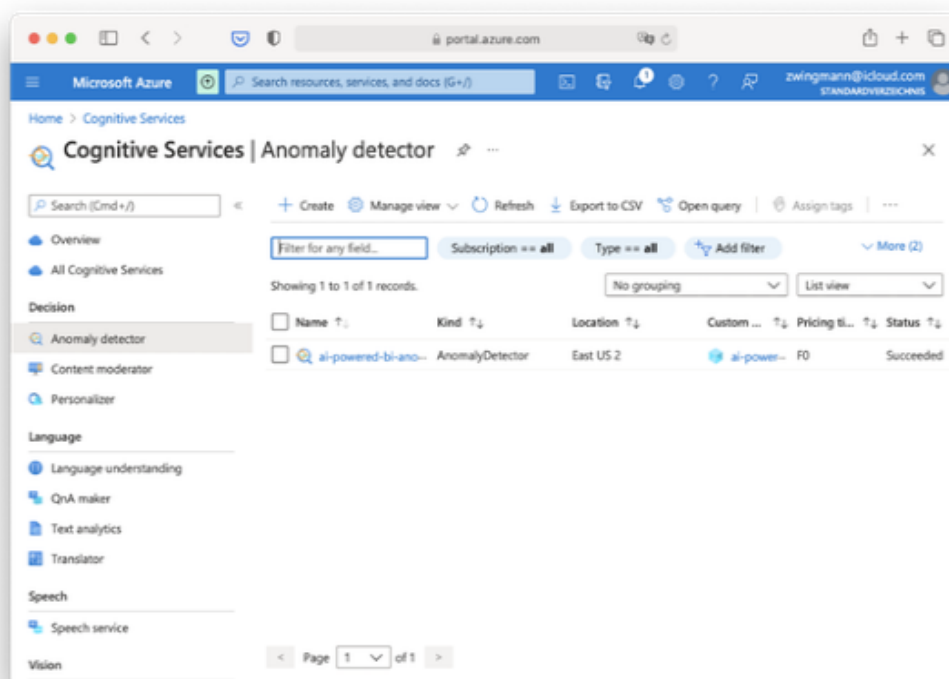 portal.azure.com
Microsoft Azure
Search resources, services, and docs (G+/)
1
?
zwingmann@icloud.com
STANDARDVERZEICHNIS
Home > Cognitive Services
Cognitive Services | Anomaly detector ...
Search (Cmd+/)
«
+ Create
Manage view
Refresh
Export to CSV
Open query
Assign tags
...
Overview
All Cognitive Services
Decision
Anomaly detector
Content moderator
Personalizer
Language
Language understanding
QnA maker
Text analytics
Translator
Speech
Speech service
Vision
Filter for any field...
Subscription == all
Type == all
Add filter
More (2)
Showing 1 to 1 of 1 records.
No grouping
List view
Name ↑↓ Kind ↑↓ Location ↑↓ Custom ... ↑↓ Pricing ti... ↑↓ Status ↑↓
ai-powered-bi-ano... AnomalyDetector East US 2 ai-power... F0 Succeeded
< Page 1 of 1 >